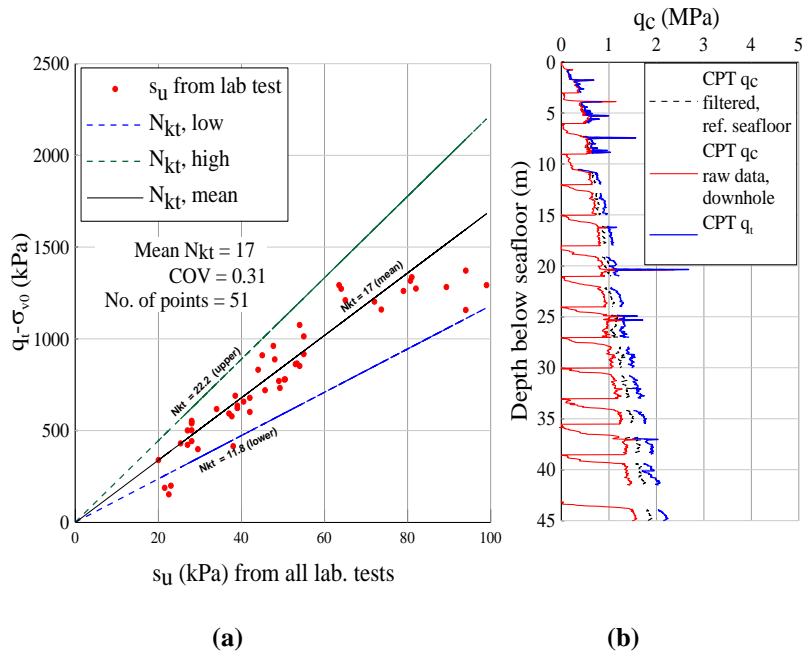 2500
2000
1500
1000
500
0
q_t-σ_v0 (kPa)
s_u from lab test
N_kt, low
N_kt, high
N_kt, mean
Mean N_kt = 17
COV = 0.31
No. of points = 51
Nkt = 22.2 (upper)
Nkt = 17 (mean)
Nkt = 11.8 (lower)
0 20 40 60 80 100
s_u (kPa) from all lab. tests
(a)
q_c (MPa)
0 1 2 3 4 5
0
5
10
15
20
25
30
35
40
45
Depth below seafloor (m)
CPT q_c
filtered,
ref. seafloor
CPT q_c
raw data,
downhole
CPT q_t
(b)